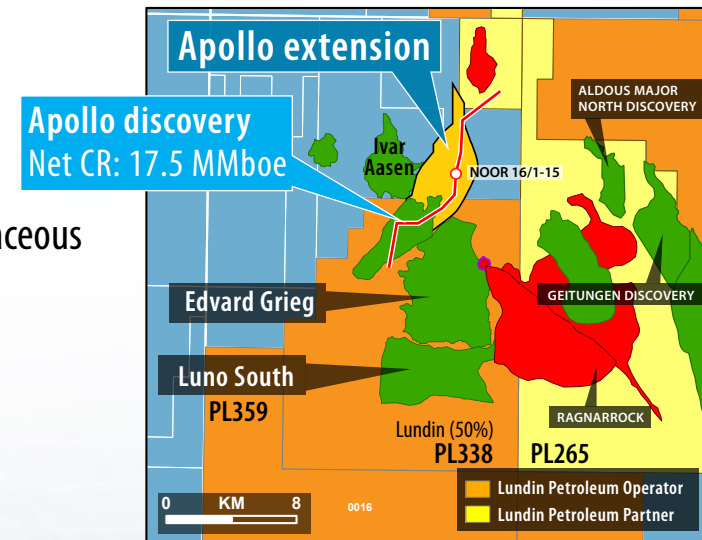 Apollo extension
Apollo discovery
Net CR: 17.5 MMboe
ALDOUS MAJOR
NORTH DISCOVERY
Ivar
Aasen
NOOR 16/1-15
Edvard Grieg
GEITUNGEN DISCOVERY
Luno South
PL359
RAGNARROCK
Lundin (50%)
PL338
PL265
0 KM 8
0016
Lundin Petroleum Operator
Lundin Petroleum Partner